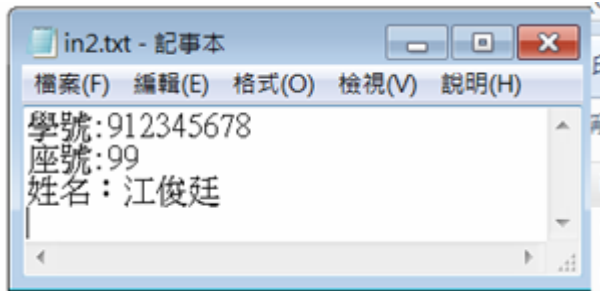 in2.txt - 記事本
檔案(F) 編輯(E) 格式(O) 檢視(V) 說明(H)
學號:912345678
座號:99
姓名：江俊廷